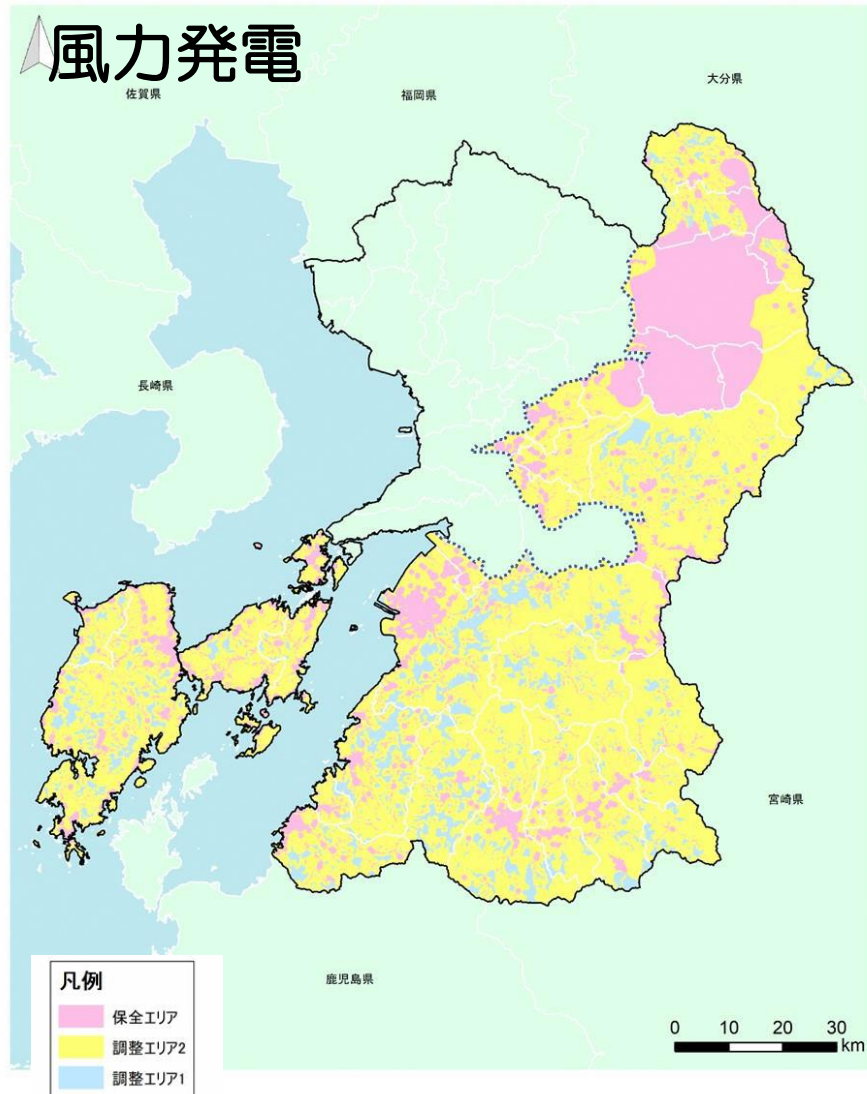 風力発電
佐賀県
福岡県
大分県
長崎県
宮崎県
鹿児島県
凡例
保全エリア
調整エリア2
調整エリア1
0 10 20 30
km